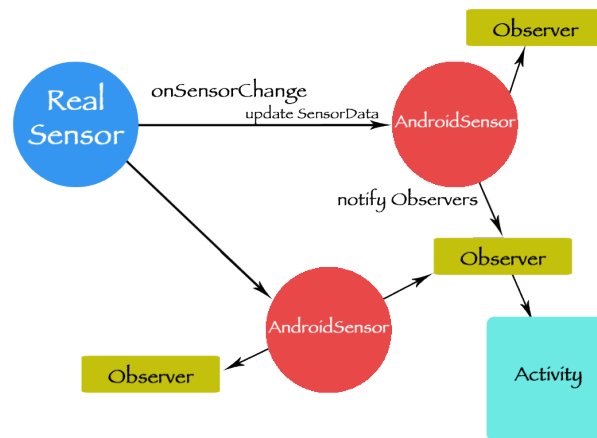 Observer
Real
Sensor
onSensorChange
update SensorData
AndroidSensor
notify Observers
Observer
AndroidSensor
Observer
Activity